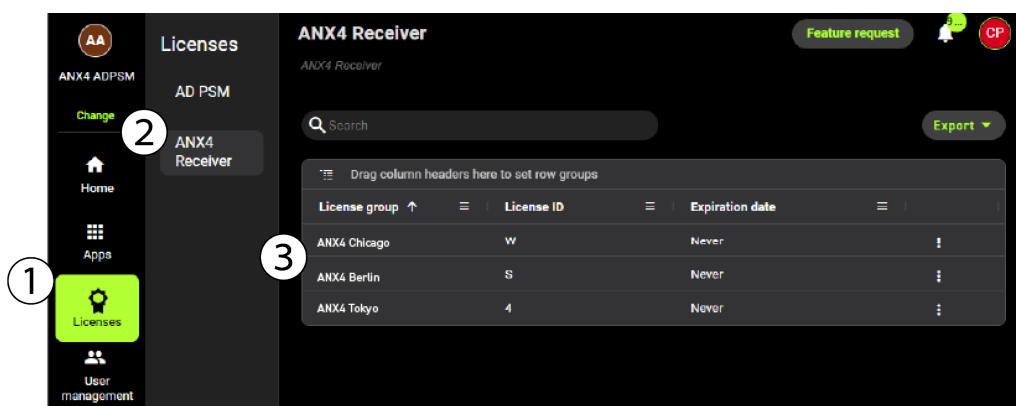 AA
ANX4 ADPSM
Change
Home
Apps
Licenses
User
management
1
2
3
Licenses
AD PSM
ANX4
Receiver
ANX4 Receiver
ANX4 Receiver
Feature request
CP
Search
Export
Drag column headers here to set row groups
License group License ID Expiration date
ANX4 Chicago W Never
ANX4 Berlin S Never
ANX4 Tokyo 4 Never